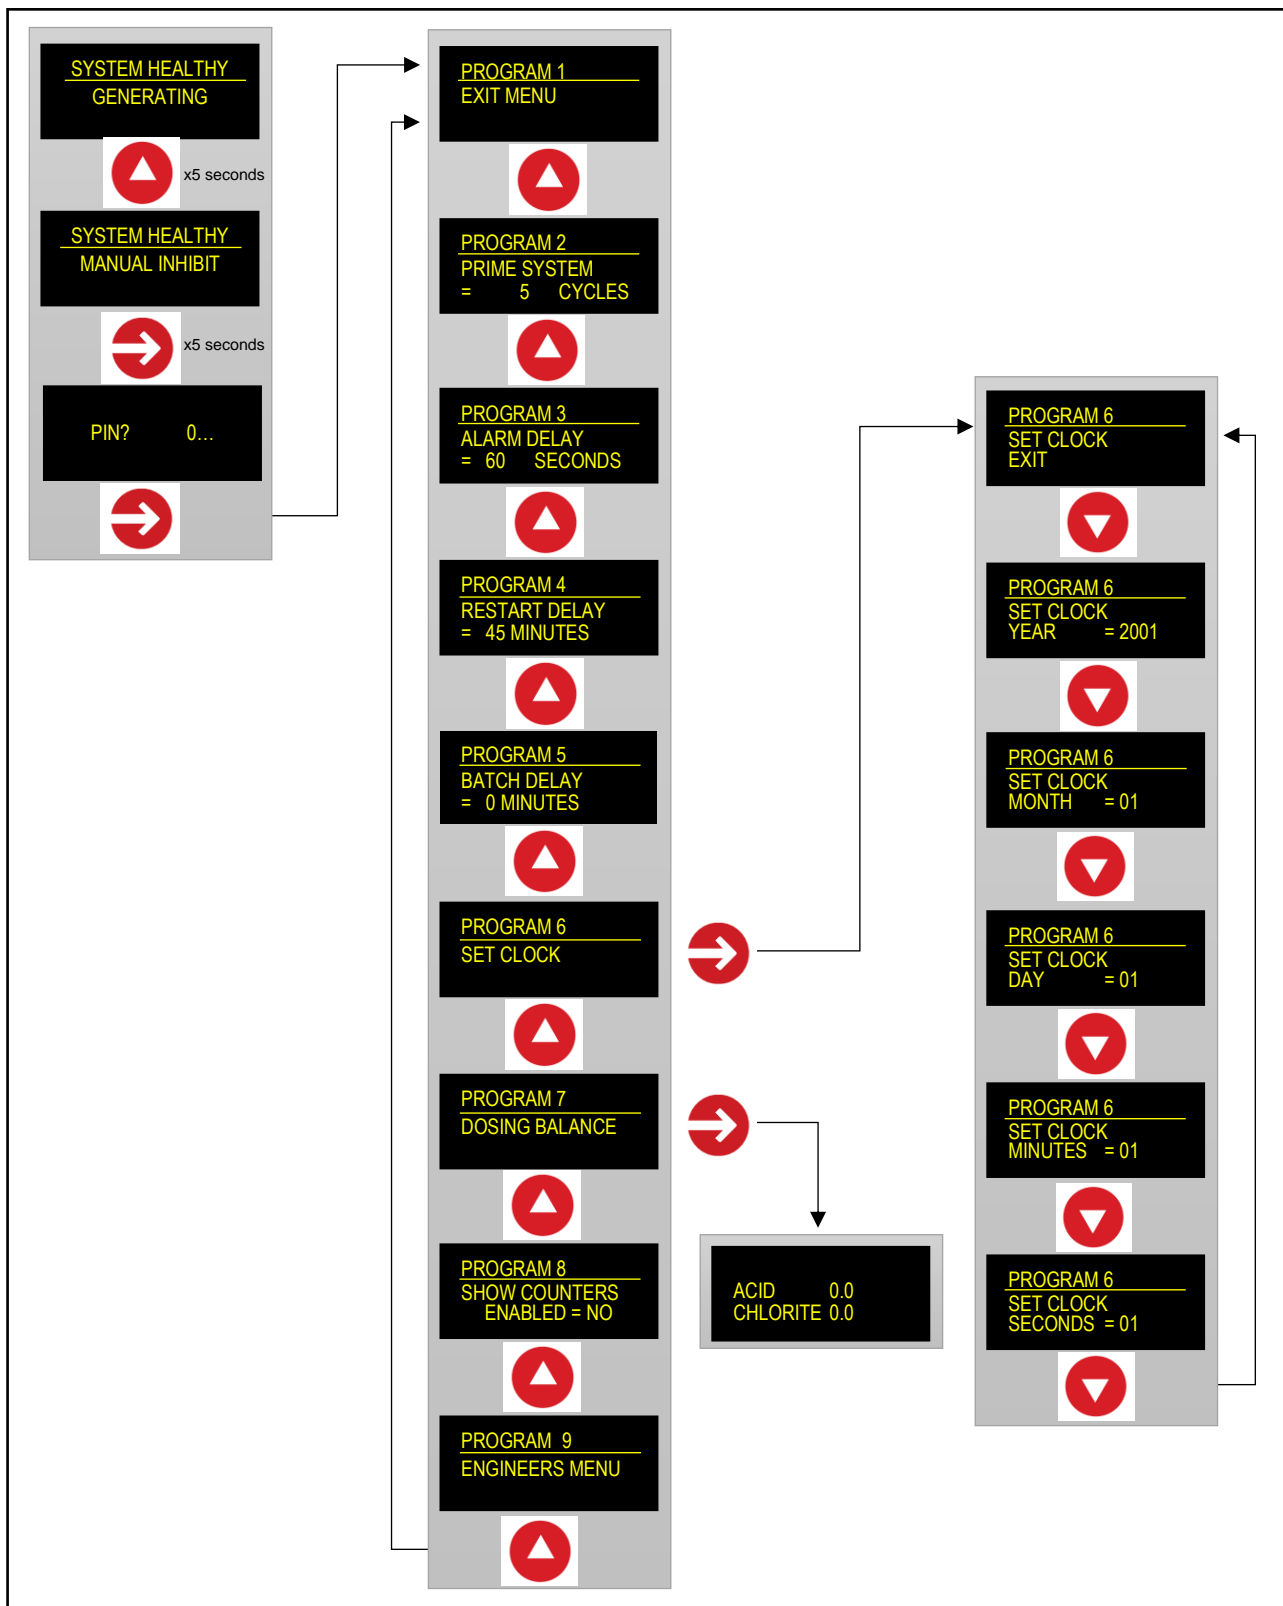 SYSTEM HEALTHY
GENERATING
x5 seconds
SYSTEM HEALTHY
MANUAL INHIBIT
x5 seconds
PIN? 0...
PROGRAM 1
EXIT MENU
PROGRAM 2
PRIME SYSTEM
= 5 CYCLES
PROGRAM 3
ALARM DELAY
= 60 SECONDS
PROGRAM 4
RESTART DELAY
= 45 MINUTES
PROGRAM 5
BATCH DELAY
= 0 MINUTES
PROGRAM 6
SET CLOCK
PROGRAM 7
DOSING BALANCE
PROGRAM 8
SHOW COUNTERS
ENABLED = NO
PROGRAM 9
ENGINEERS MENU
ACID 0.0
CHLORITE 0.0
PROGRAM 6
SET CLOCK
EXIT
PROGRAM 6
SET CLOCK
YEAR = 2001
PROGRAM 6
SET CLOCK
MONTH = 01
PROGRAM 6
SET CLOCK
DAY = 01
PROGRAM 6
SET CLOCK
MINUTES = 01
PROGRAM 6
SET CLOCK
SECONDS = 01